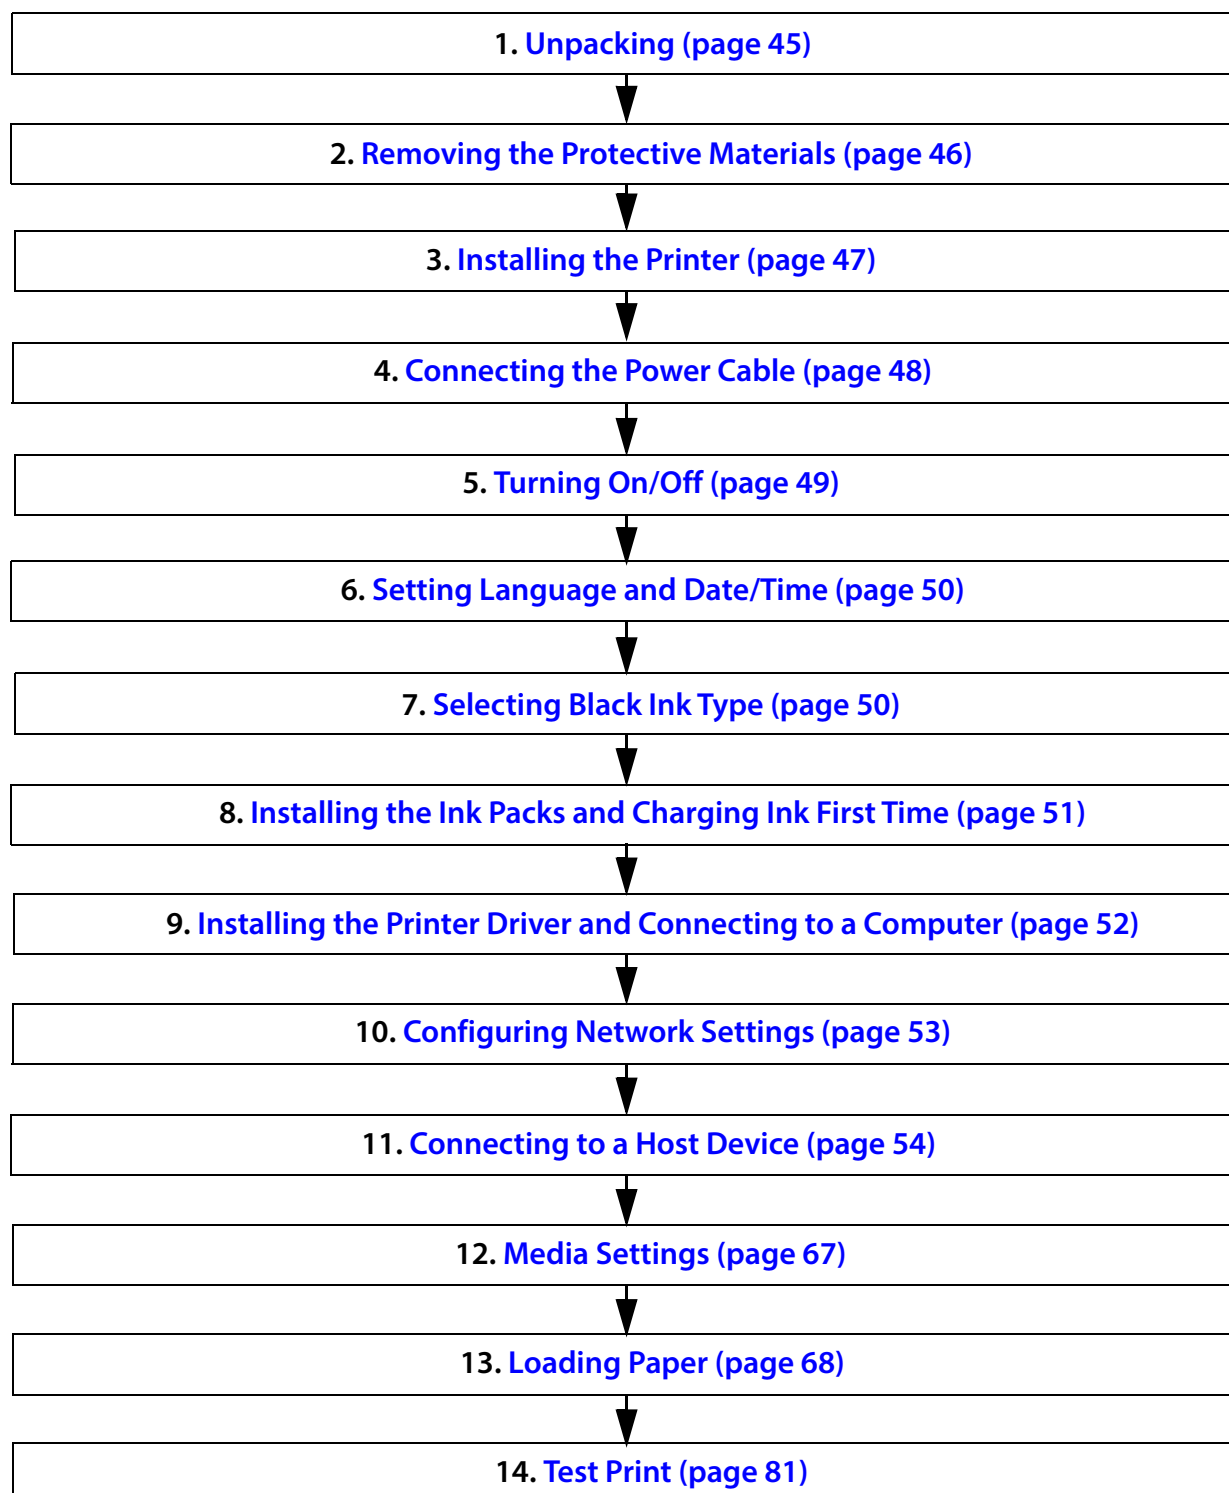 1. Unpacking (page 45)
2. Removing the Protective Materials (page 46)
3. Installing the Printer (page 47)
4. Connecting the Power Cable (page 48)
5. Turning On/Off (page 49)
6. Setting Language and Date/Time (page 50)
7. Selecting Black Ink Type (page 50)
8. Installing the Ink Packs and Charging Ink First Time (page 51)
9. Installing the Printer Driver and Connecting to a Computer (page 52)
10. Configuring Network Settings (page 53)
11. Connecting to a Host Device (page 54)
12. Media Settings (page 67)
13. Loading Paper (page 68)
14. Test Print (page 81)